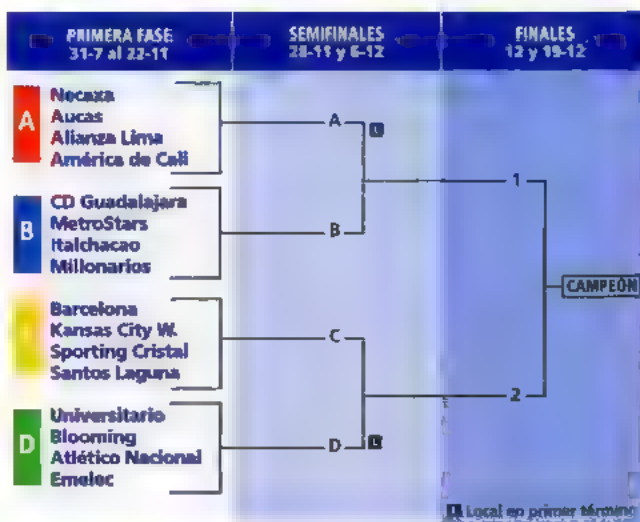 PRIMERA FASE
31-7 al 22-11
SEMIFINALES
28-11 y 6-12
FINALES
12 y 19-12
A
Necaxa
Aucas
Alianza Lima
América de Cali
B
CD Guadalajara
MetroStars
Italchacao
Millonarios
Barcelona
Kansas City W.
Sporting Cristal
Santos Laguna
D
Universitario
Blooming
Atlético Nacional
Emelec
A
L
B
C
D
L
1
2
CAMPEÓN
L Local en primer término